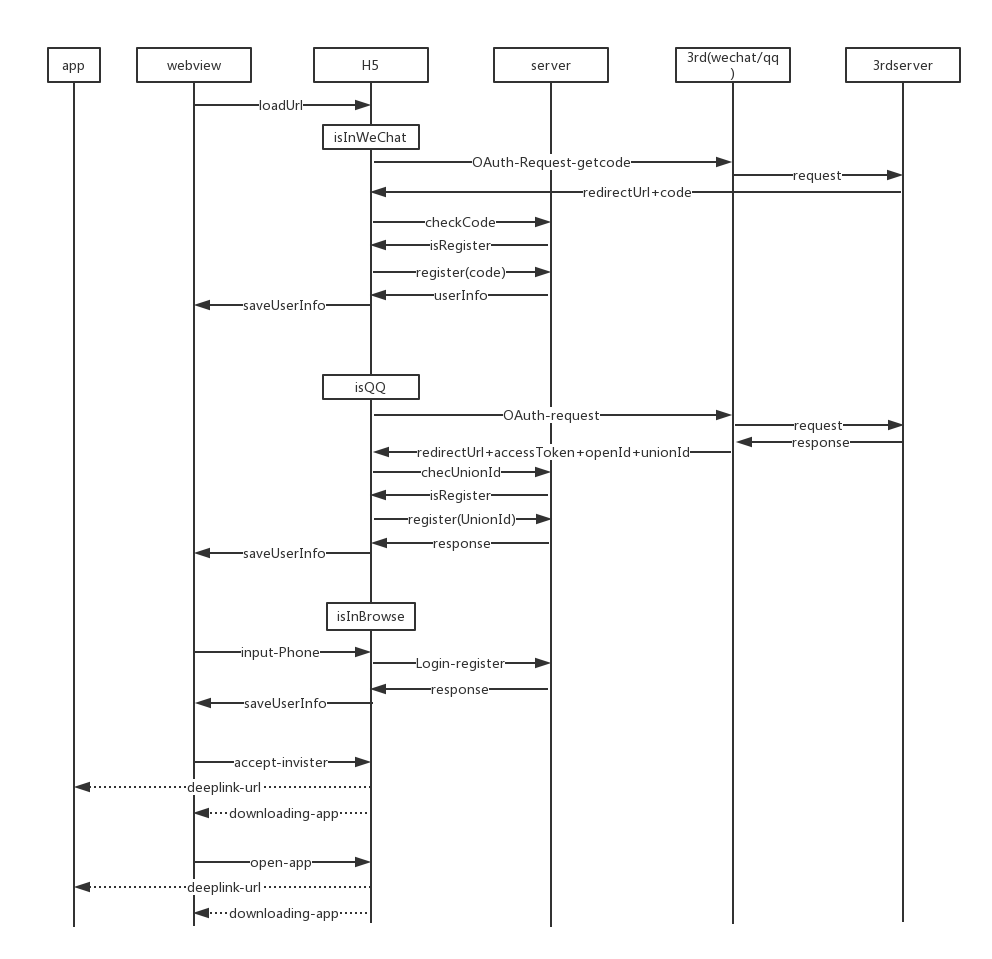 app
webview
H5
server
3rd(wechat/qq
)
3rdserver
loadUrl
isInWeChat
OAuth-Request-getcode
request
redirectUrl+code
checkCode
isRegister
register(code)
userInfo
saveUserInfo
isQQ
OAuth-request
request
response
redirectUrl+accessToken+openId+unionId
checUnionId
isRegister
register(UnionId)
response
saveUserInfo
isInBrowse
input-Phone
Login-register
response
saveUserInfo
accept-invister
deeplink-url
downloading-app
open-app
deeplink-url
downloading-app